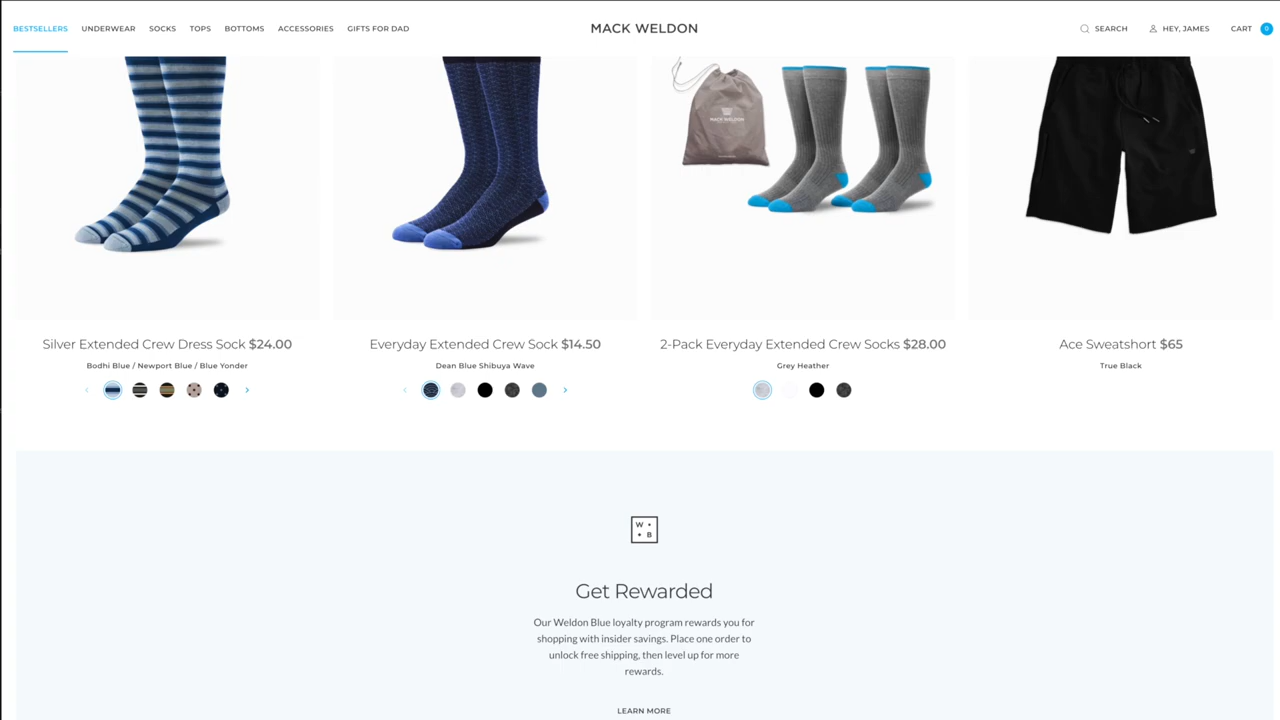 BESTSELLERS UNDERWEAR SOCKS TOPS BOTTOMS ACCESSORIES GIFTS FOR DAD MACK WELDON SEARCH HEY, JAMES CART 0
MACK WELDON
Silver Extended Crew Dress Sock $24.00
Bodhi Blue / Newport Blue / Blue Yonder
Everyday Extended Crew Sock $14.50
Dean Blue Shibuya Wave
2-Pack Everyday Extended Crew Socks $28.00
Grey Heather
Ace Sweatshort $65
True Black
W
B
Get Rewarded
Our Weldon Blue loyalty program rewards you for
shopping with insider savings. Place one order to
unlock free shipping, then level up for more
rewards.
LEARN MORE